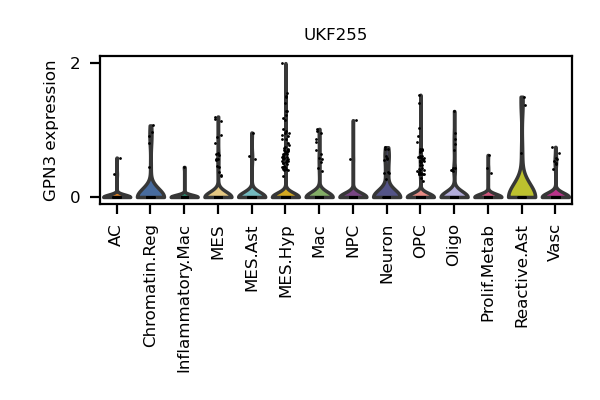 UKF255
GPN3 expression
2
0
AC
Chromatin.Reg
Inflammatory.Mac
MES
MES.Ast
MES.Hyp
Mac
NPC
Neuron
OPC
Oligo
Prolif.Metab
Reactive.Ast
Vasc